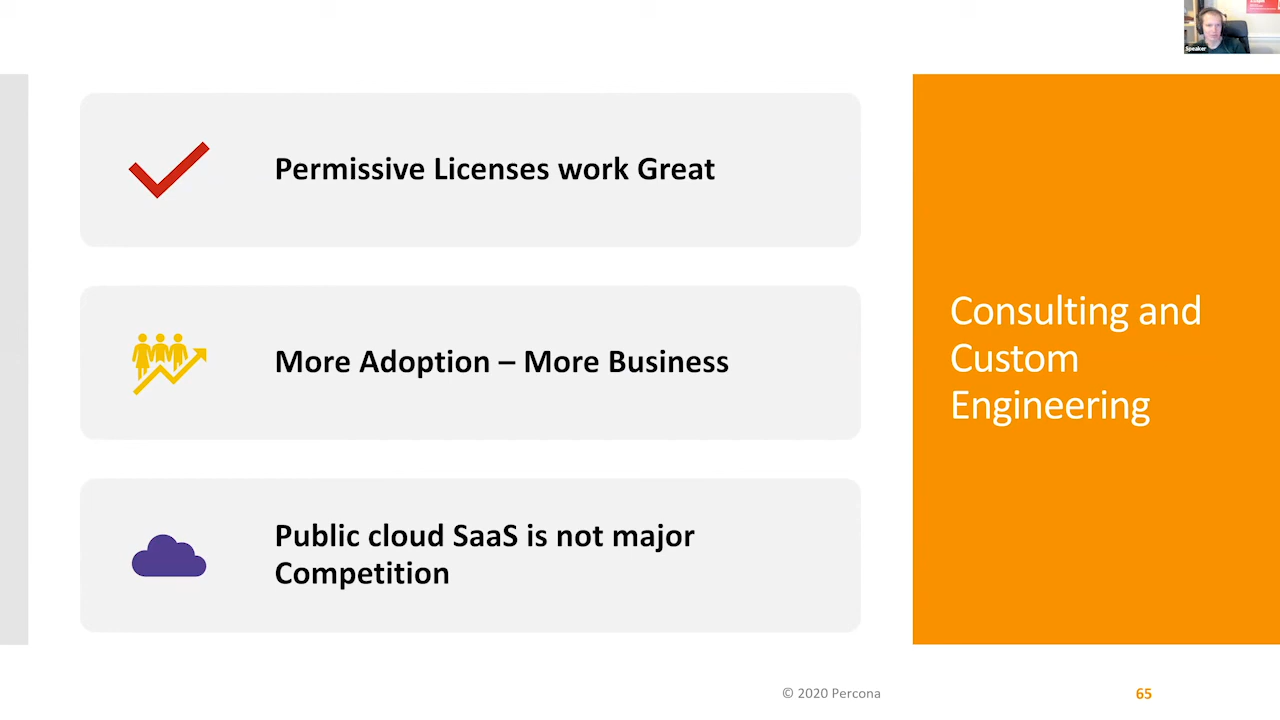 Speaker
Permissive Licenses work Great
More Adoption – More Business
Public cloud SaaS is not major
Competition
Consulting and
Custom
Engineering
© 2020 Percona
65